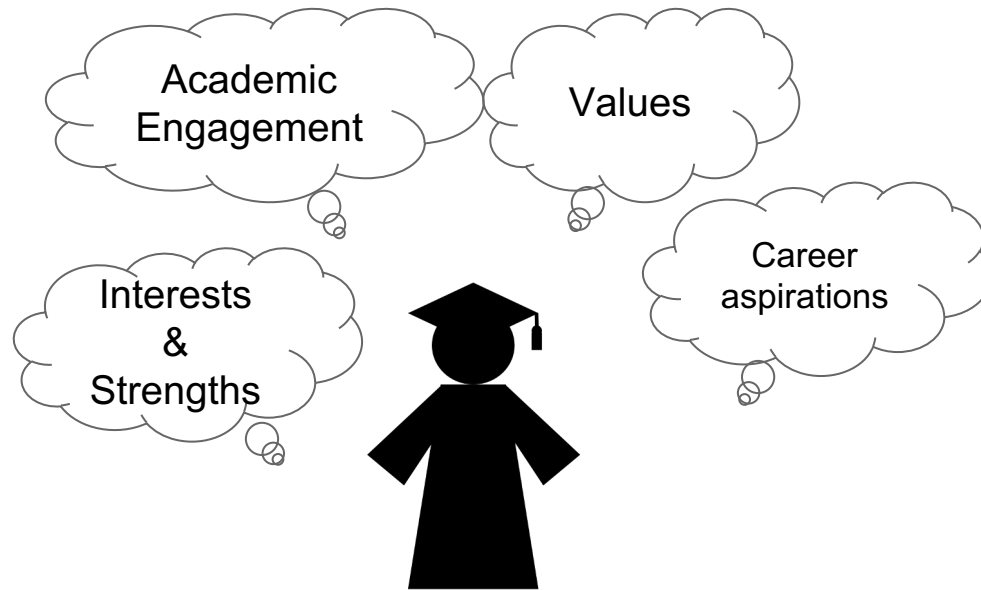 Academic
Engagement
Values
Interests
&
Strengths
Career
aspirations